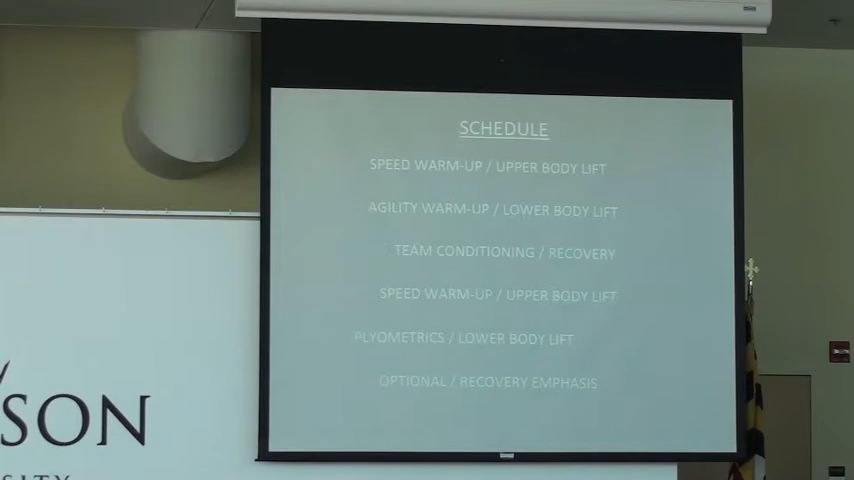 SCHEDULE
SPEED WARM-UP / UPPER BODY LIFT
AGILITY WARM-UP / LOWER BODY LIFT
TEAM CONDITIONING / RECOVERY
SPEED WARM-UP / UPPER BODY LIFT
PLYOMETRICS / LOWER BODY LIFT
OPTIONAL / RECOVERY EMPHASIS
SON
SITY